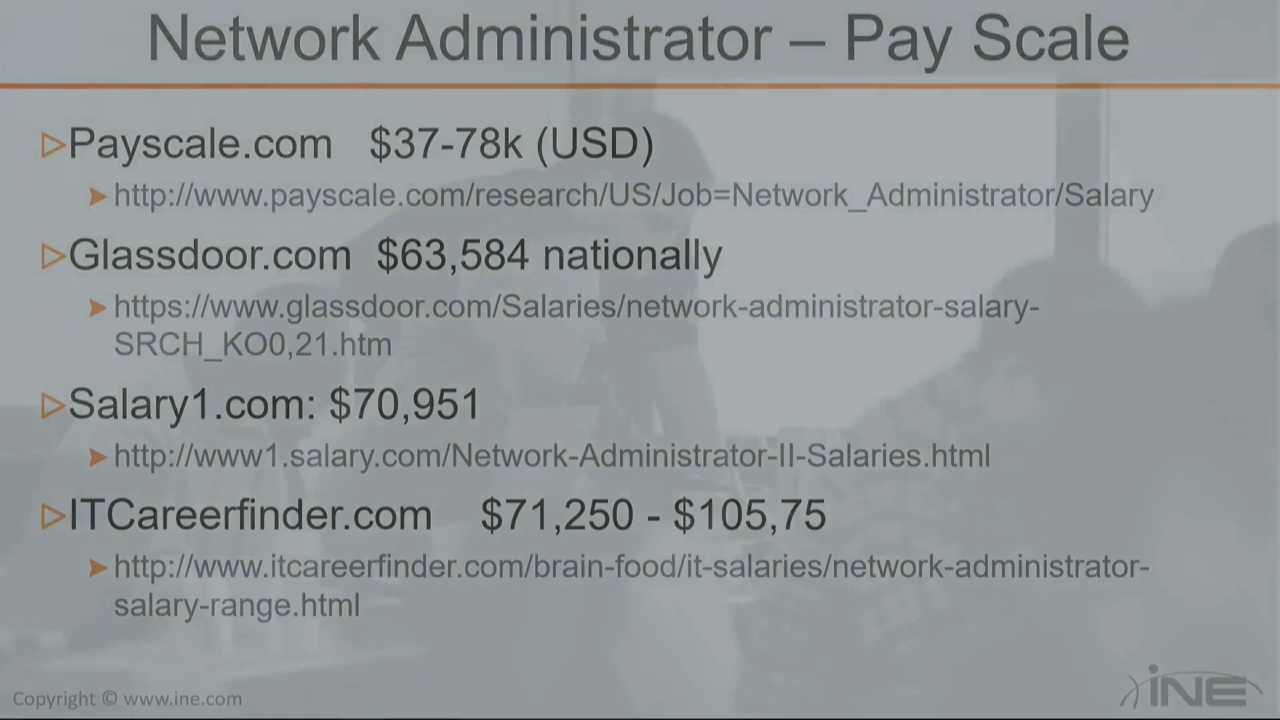 Network Administrator – Pay Scale
Payscale.com $37-78k (USD)
http://www.payscale.com/research/US/Job=Network_Administrator/Salary
Glassdoor.com $63,584 nationally
https://www.glassdoor.com/Salaries/network-administrator-salary-
SRCH_KO0,21.htm
Salary1.com: $70,951
http://www1.salary.com/Network-Administrator-II-Salaries.html
ITCareerfinder.com $71,250 - $105,75
http://www.itcareerfinder.com/brain-food/it-salaries/network-administrator-
salary-range.html
Copyright © www.ine.com
iNE